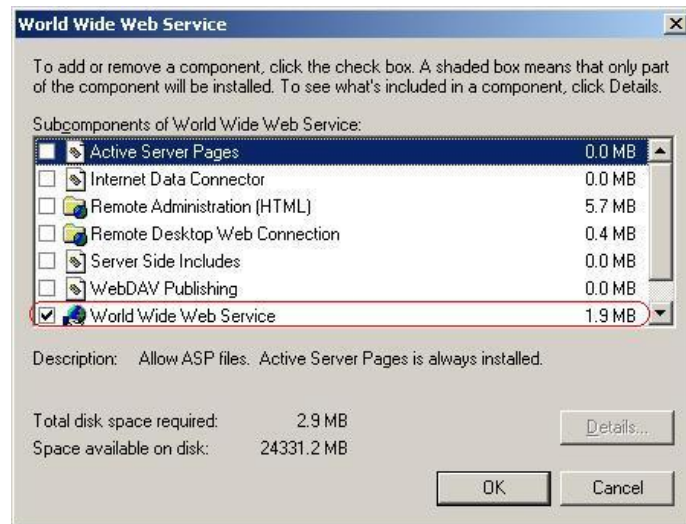 World Wide Web Service
To add or remove a component, click the check box. A shaded box means that only part
of the component will be installed. To see what's included in a component, click Details.
Subcomponents of World Wide Web Service:
Active Server Pages 0.0 MB
Internet Data Connector 0.0 MB
Remote Administration (HTML) 5.7 MB
Remote Desktop Web Connection 0.4 MB
Server Side Includes 0.0 MB
WebDAV Publishing 0.0 MB
World Wide Web Service 1.9 MB
Description: Allow ASP files. Active Server Pages is always installed.
Total disk space required: 2.9 MB
Details...
Space available on disk: 24331.2 MB
OK Cancel